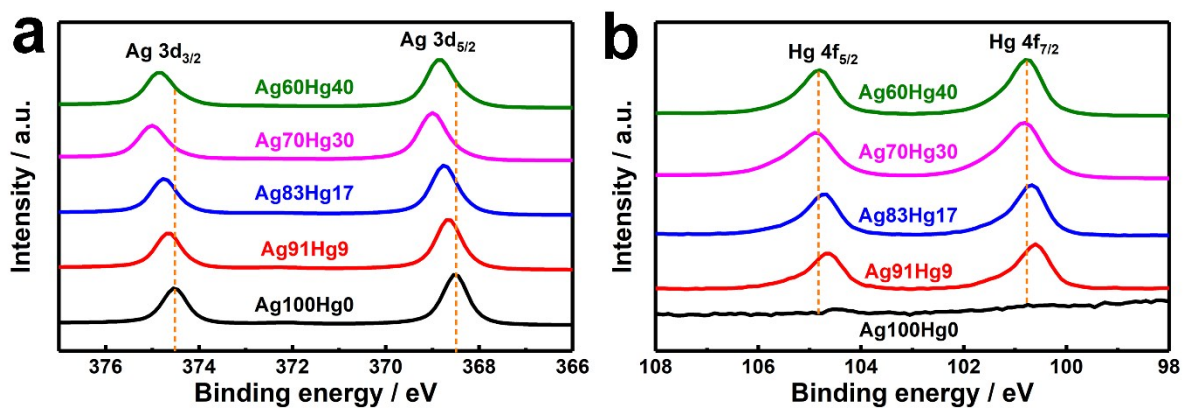 a
Ag 3d3/2
Ag 3d5/2
Ag60Hg40
Ag70Hg30
Ag83Hg17
Ag91Hg9
Ag100Hg0
Intensity / a.u.
376 374 372 370 368 366
Binding energy / eV
b
Hg 4f5/2
Hg 4f7/2
Ag60Hg40
Ag70Hg30
Ag83Hg17
Ag91Hg9
Ag100Hg0
Intensity / a.u.
108 106 104 102 100 98
Binding energy / eV